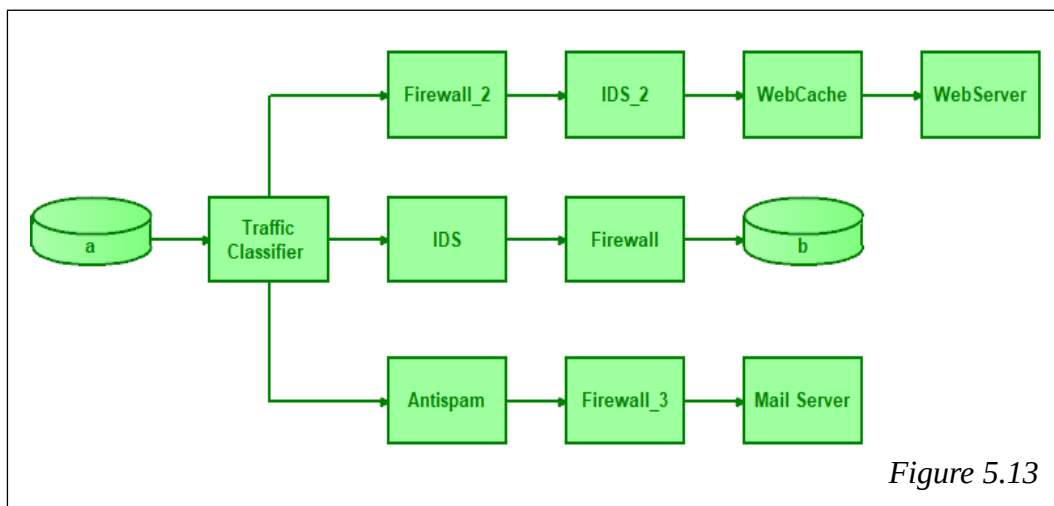 Firewall_2
IDS_2
WebCache
WebServer
a
Traffic
Classifier
IDS
Firewall
b
Antispam
Firewall_3
Mail Server
Figure 5.13